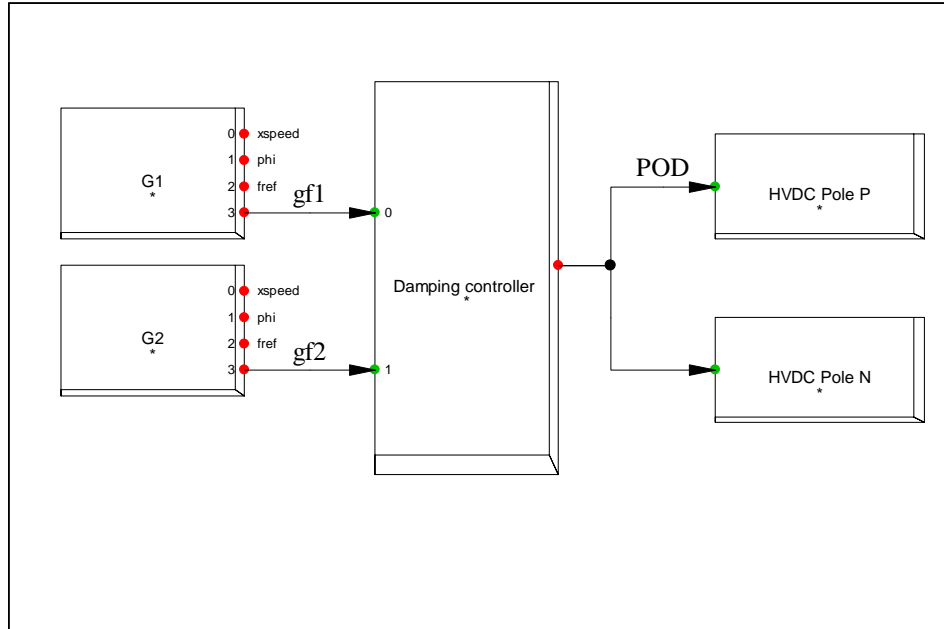 G1
*
0 xspeed
1 phi
2 fref
3
gf1
0
G2
*
0 xspeed
1 phi
2 fref
3
gf2
1
Damping controller
*
POD
HVDC Pole P
*
HVDC Pole N
*